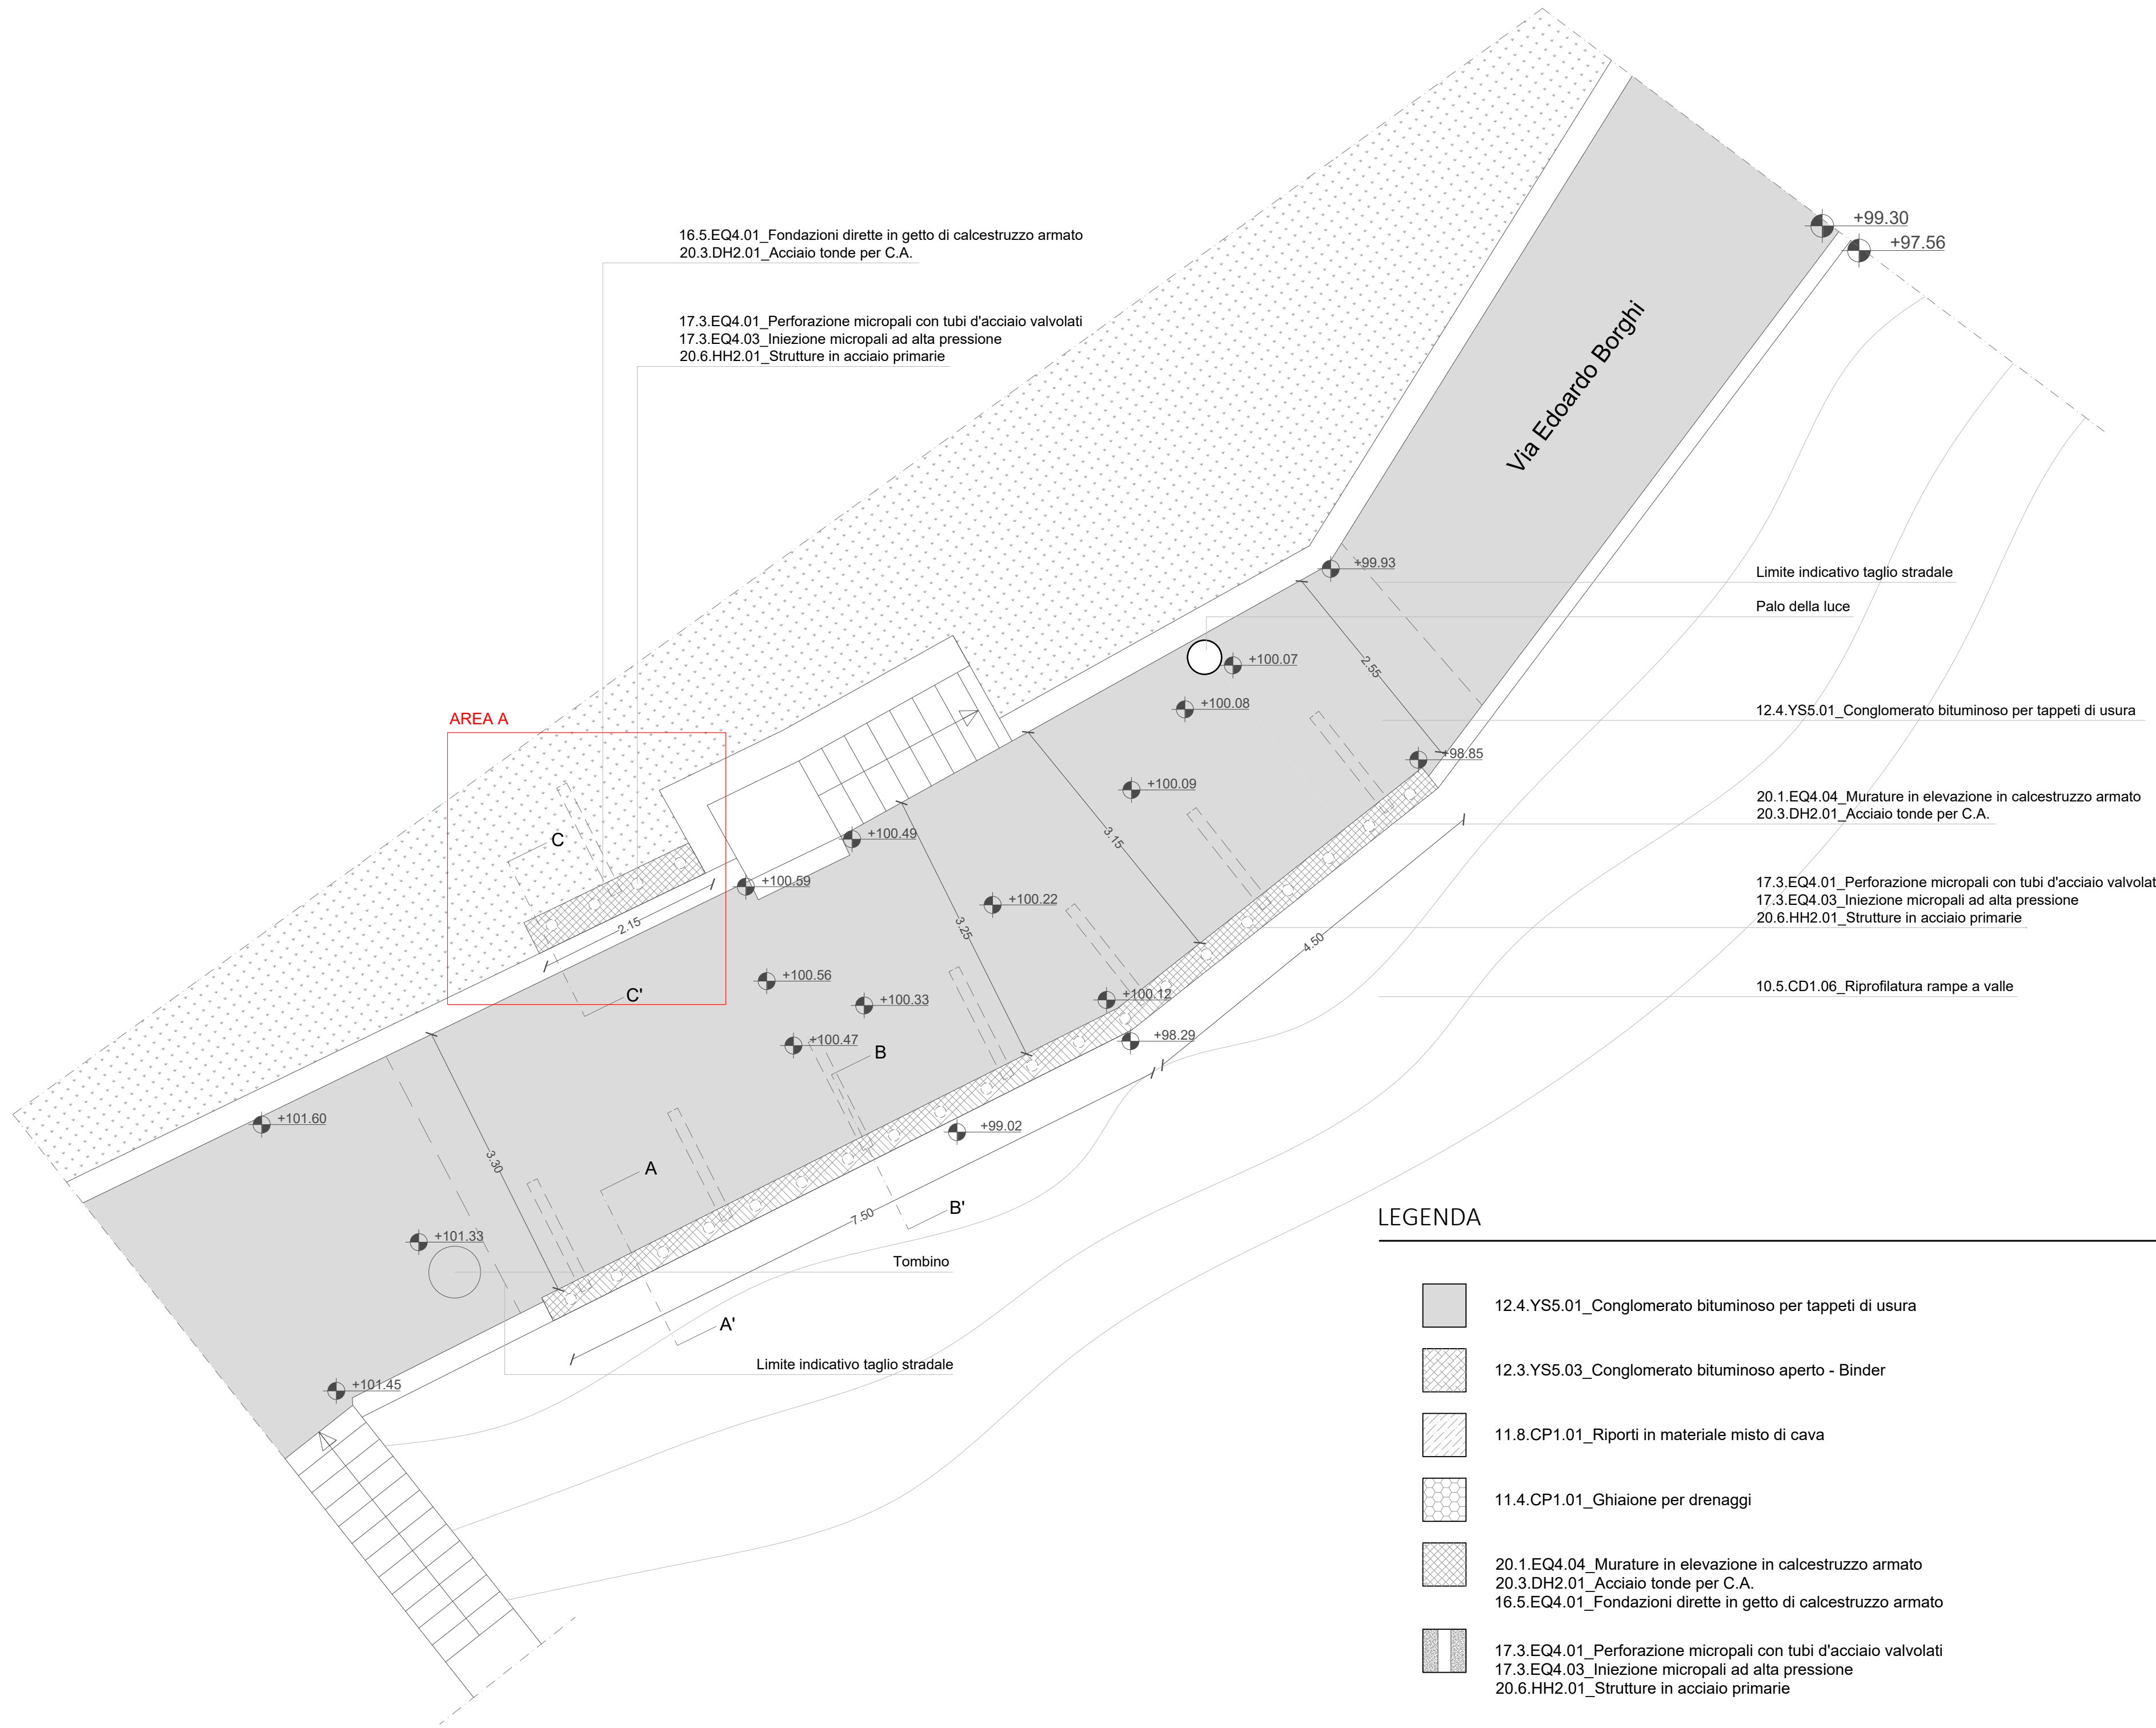 +99.30
+97.56
16.5.EQ4.01_Fondazioni dirette in getto di calcestruzzo armato
20.3.DH2.01_Acciaio tonde per C.A.
17.3.EQ4.01_Perforazione micropali con tubi d'acciaio valvolati
17.3.EQ4.03_Iniezione micropali ad alta pressione
20.6.HH2.01_Strutture in acciaio primarie
Via Edoardo Borghi
+99.93
Limite indicativo taglio stradale
Palo della luce
+100.07
2.55
+100.08
12.4.YS5.01_Conglomerato bituminoso per tappeti di usura
AREA A
+98.85
+100.09
20.1.EQ4.04_Murature in elevazione in calcestruzzo armato
20.3.DH2.01_Acciaio tonde per C.A.
C
+100.49
3.15
+100.59
17.3.EQ4.01_Perforazione micropali con tubi d'acciaio valvolat
17.3.EQ4.03_Iniezione micropali ad alta pressione
20.6.HH2.01_Strutture in acciaio primarie
+100.22
2.15
3.25
4.50
+100.56
10.5.CD1.06_Riprofilatura rampe a valle
C'
+100.33
+100.12
+98.29
+100.47
B
+101.60
+99.02
3.30
A
B'
7.50
+101.33
Tombino
A'
Limite indicativo taglio stradale
+101.45
LEGENDA
12.4.YS5.01_Conglomerato bituminoso per tappeti di usura
12.3.YS5.03_Conglomerato bituminoso aperto - Binder
11.8.CP1.01_Riporti in materiale misto di cava
11.4.CP1.01_Ghiaione per drenaggi
20.1.EQ4.04_Murature in elevazione in calcestruzzo armato
20.3.DH2.01_Acciaio tonde per C.A.
16.5.EQ4.01_Fondazioni dirette in getto di calcestruzzo armato
17.3.EQ4.01_Perforazione micropali con tubi d'acciaio valvolati
17.3.EQ4.03_Iniezione micropali ad alta pressione
20.6.HH2.01_Strutture in acciaio primarie